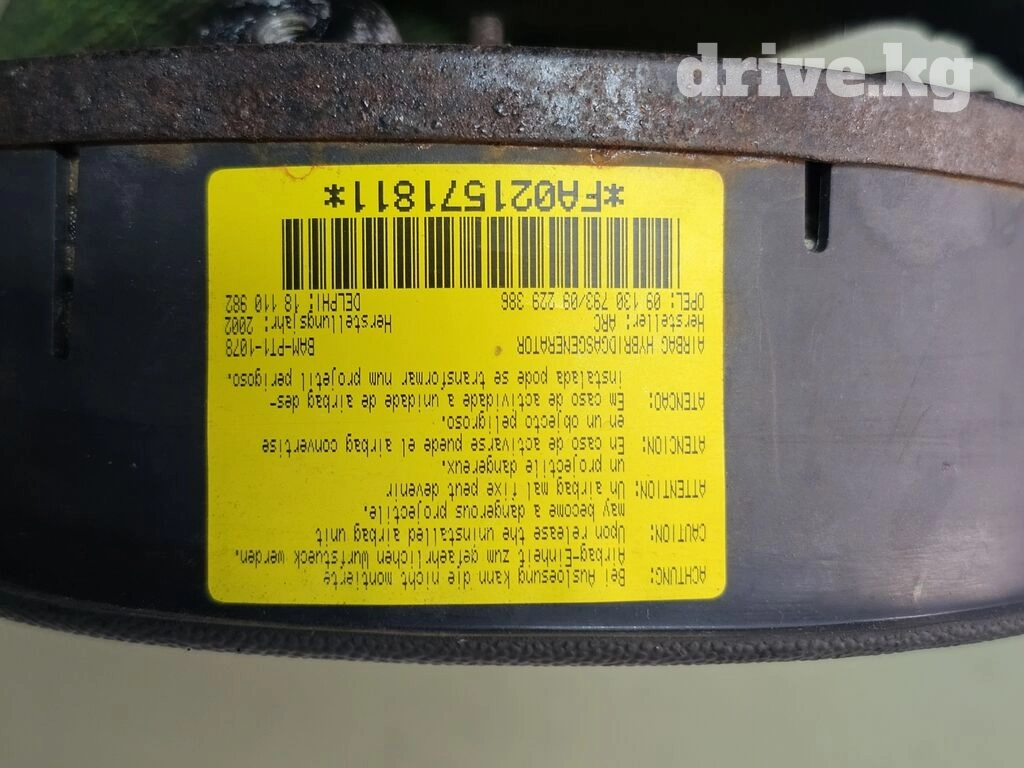 drive.kg
ACHTUNG: Bei Ausloesung kann die nicht montierte
Airbag-Einheit zum gefaehrlichen Wurfstueck werden.
CAUTION: Upon release the uninstalled airbag unit
may become a dangerous projectile.
ATTENTION: Un airbag mal fixe peut devenir
un projectile dangereux.
ATENCION: En caso de activarse puede el airbag convertise
en un objecto peligroso.
ATENCAO: Em caso de actividade a unidade de airbag des-
instalada pode se transformar num projetil perigoso.
AIRBAG HYBRIDGASGENERATOR BAM-PT1-1078
Hersteller: ARC Herstellungsjahr: 2002
OPEL: 09 130 793/09 229 386 DELPHI: 18 110 982
*FA021571811*